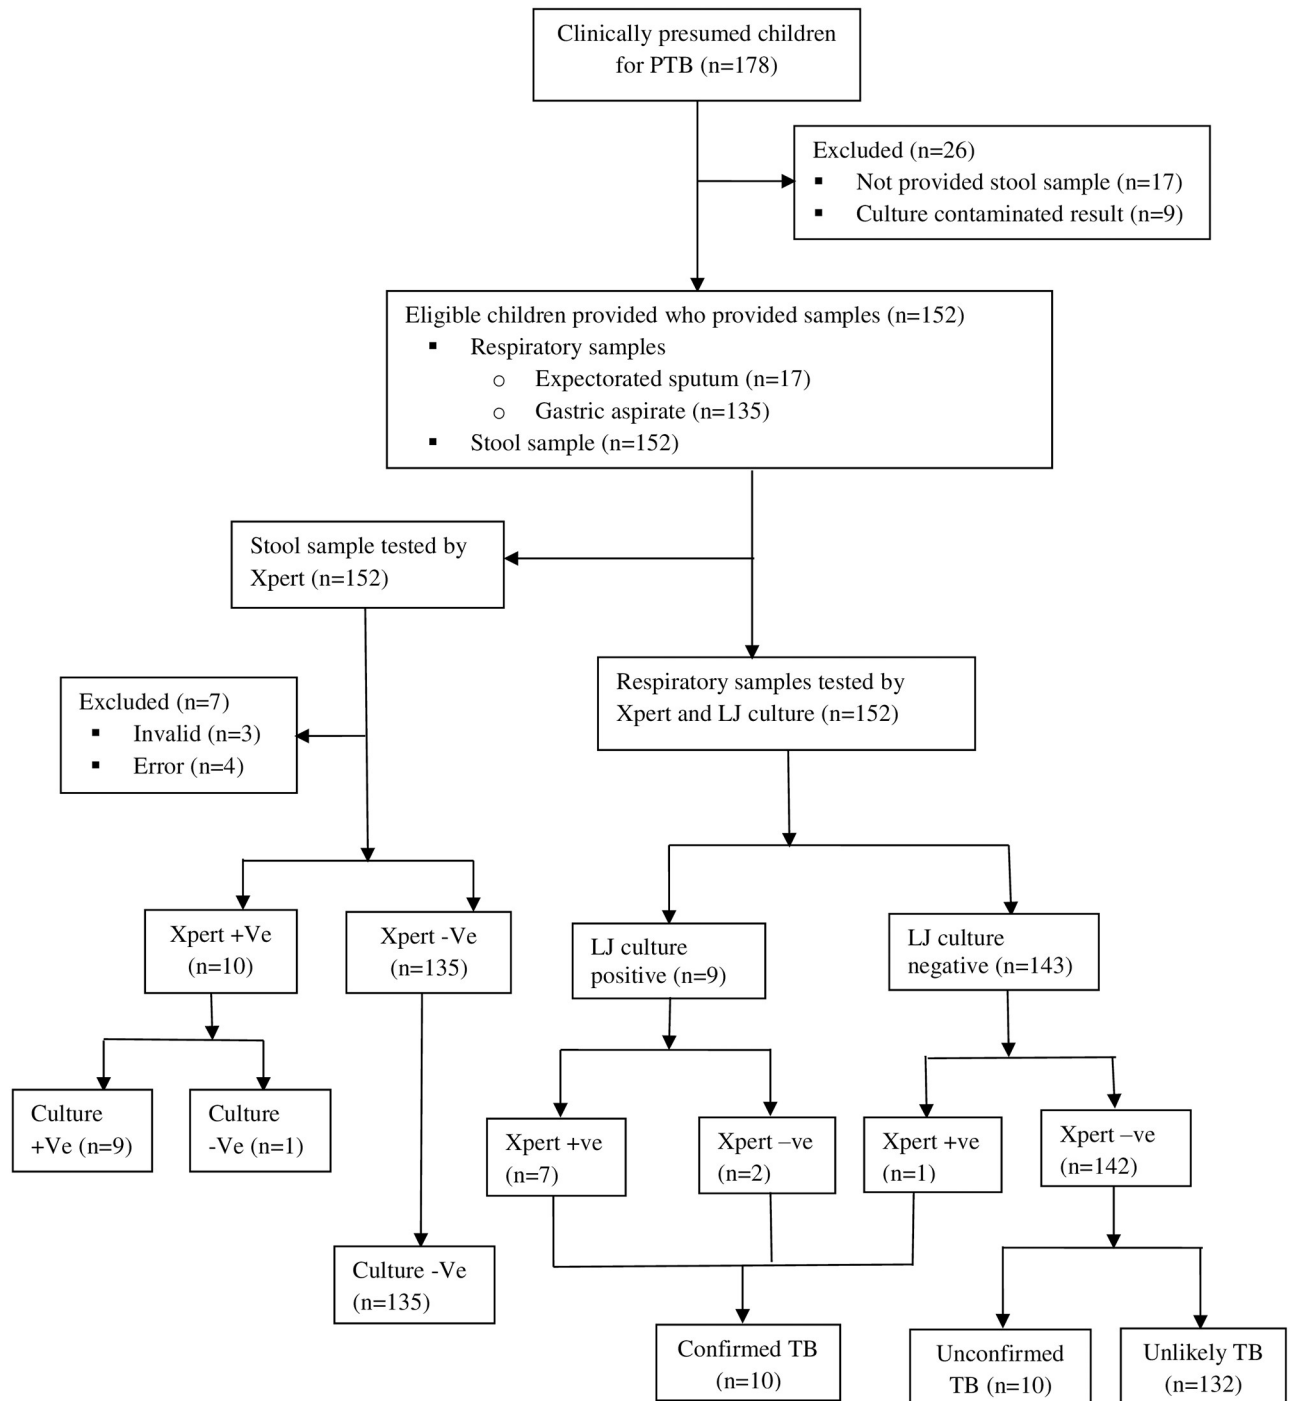 Clinically presumed children
for PTB (n=178)
Excluded (n=26)
▪ Not provided stool sample (n=17)
▪ Culture contaminated result (n=9)
Eligible children provided who provided samples (n=152)
▪ Respiratory samples
o Expectorated sputum (n=17)
o Gastric aspirate (n=135)
▪ Stool sample (n=152)
Stool sample tested by
Xpert (n=152)
Respiratory samples tested by
Xpert and LJ culture (n=152)
Excluded (n=7)
▪ Invalid (n=3)
▪ Error (n=4)
Xpert +Ve
(n=10)
Xpert -Ve
(n=135)
LJ culture
positive (n=9)
LJ culture
negative (n=143)
Culture
+Ve (n=9)
Culture
-Ve (n=1)
Xpert +ve
(n=7)
Xpert –ve
(n=2)
Xpert +ve
(n=1)
Xpert –ve
(n=142)
Culture -Ve
(n=135)
Confirmed TB
(n=10)
Unconfirmed
TB (n=10)
Unlikely TB
(n=132)